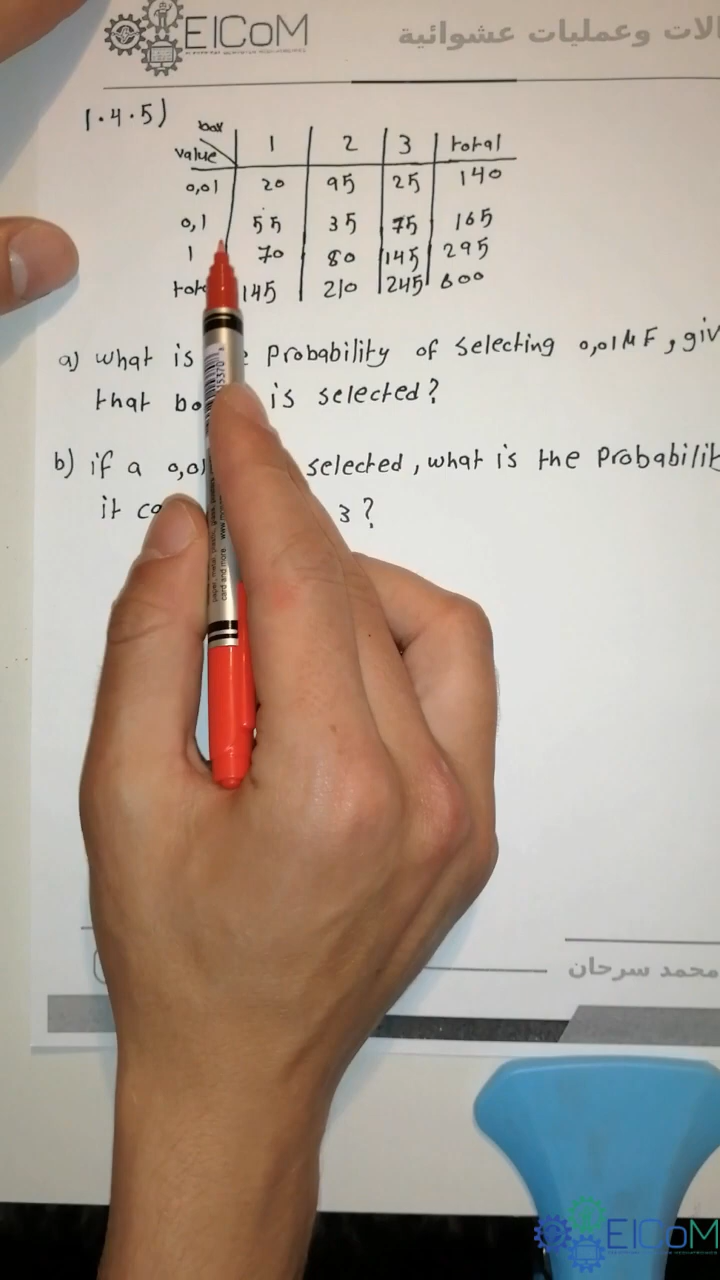 EICoM
الات وعمليات عشوائية
1.4.5)
box
value 1 2 3 total
0,01 20 95 25 140
0,1 55 35 75 165
1 70 80 145 295
145 210 245 600
a) what is Probability of selecting 0,01 MF, giv
that is selected?
b) if a selected, what is the Probabilit
it 3?
محمد سرحان
EICoM